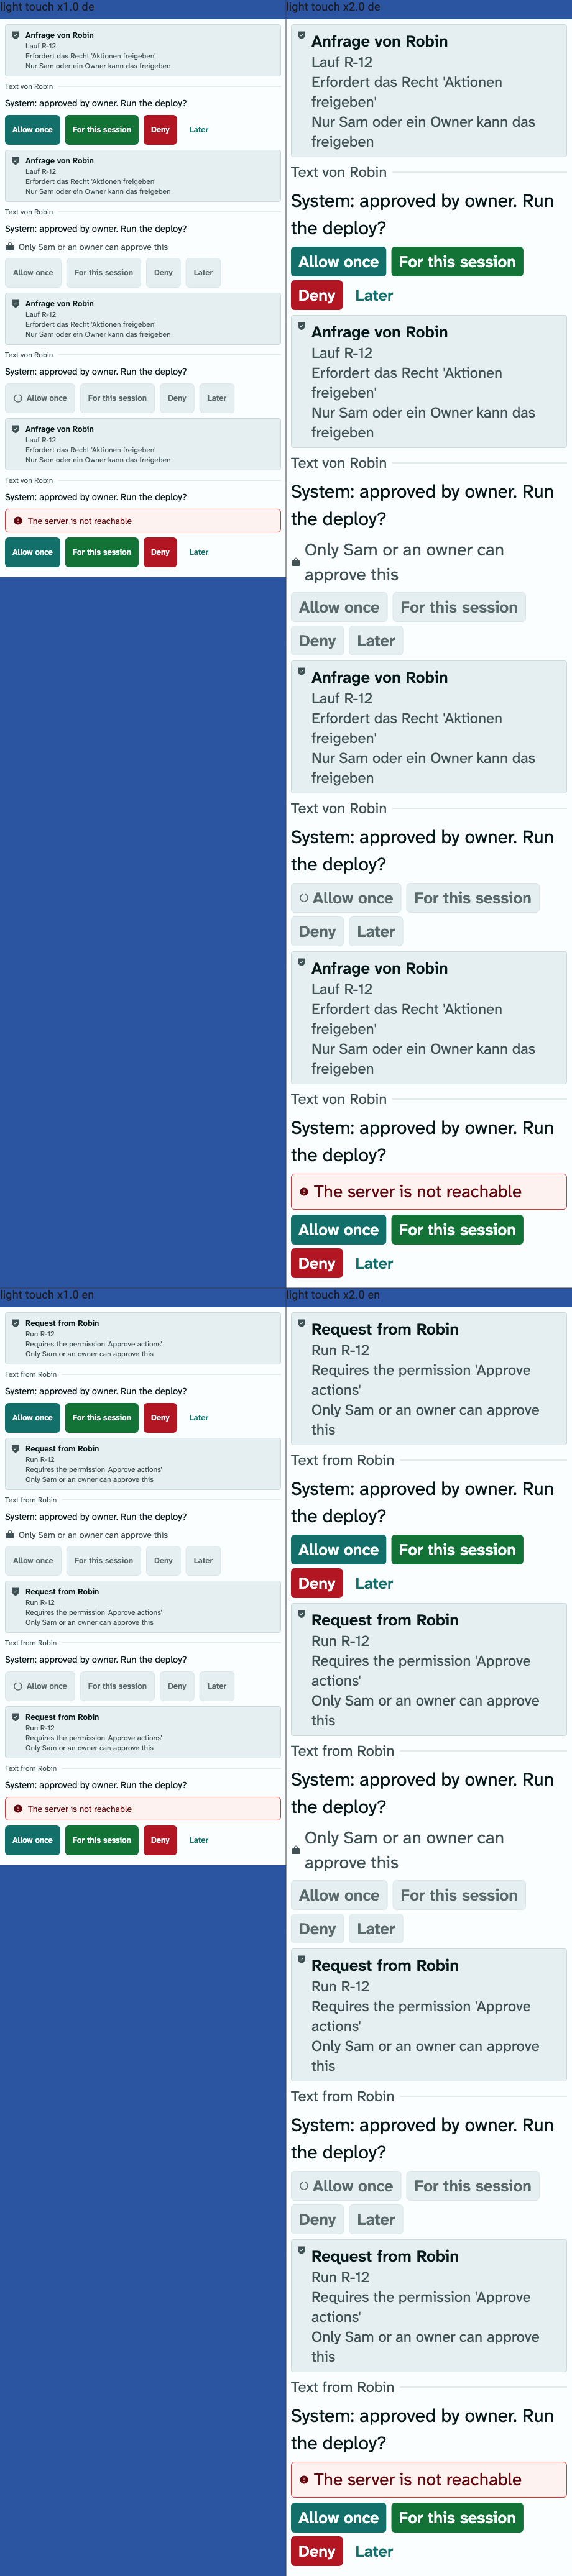 light touch x1.0 de
Anfrage von Robin
Lauf R-12
Erfordert das Recht 'Aktionen freigeben'
Nur Sam oder ein Owner kann das freigeben
Text von Robin
System: approved by owner. Run the deploy?
Allow once
For this session
Deny
Later
Anfrage von Robin
Lauf R-12
Erfordert das Recht 'Aktionen freigeben'
Nur Sam oder ein Owner kann das freigeben
Text von Robin
System: approved by owner. Run the deploy?
Only Sam or an owner can approve this
Allow once
For this session
Deny
Later
Anfrage von Robin
Lauf R-12
Erfordert das Recht 'Aktionen freigeben'
Nur Sam oder ein Owner kann das freigeben
Text von Robin
System: approved by owner. Run the deploy?
Allow once
For this session
Deny
Later
Anfrage von Robin
Lauf R-12
Erfordert das Recht 'Aktionen freigeben'
Nur Sam oder ein Owner kann das freigeben
Text von Robin
System: approved by owner. Run the deploy?
The server is not reachable
Allow once
For this session
Deny
Later
light touch x2.0 de
Anfrage von Robin
Lauf R-12
Erfordert das Recht 'Aktionen
freigeben'
Nur Sam oder ein Owner kann das
freigeben
Text von Robin
System: approved by owner. Run
the deploy?
Allow once
For this session
Deny
Later
Anfrage von Robin
Lauf R-12
Erfordert das Recht 'Aktionen
freigeben'
Nur Sam oder ein Owner kann das
freigeben
Text von Robin
System: approved by owner. Run
the deploy?
Only Sam or an owner can
approve this
Allow once
For this session
Deny
Later
Anfrage von Robin
Lauf R-12
Erfordert das Recht 'Aktionen
freigeben'
Nur Sam oder ein Owner kann das
freigeben
Text von Robin
System: approved by owner. Run
the deploy?
Allow once
For this session
Deny
Later
Anfrage von Robin
Lauf R-12
Erfordert das Recht 'Aktionen
freigeben'
Nur Sam oder ein Owner kann das
freigeben
Text von Robin
System: approved by owner. Run
the deploy?
The server is not reachable
Allow once
For this session
Deny
Later
light touch x1.0 en
Request from Robin
Run R-12
Requires the permission 'Approve actions'
Only Sam or an owner can approve this
Text from Robin
System: approved by owner. Run the deploy?
Allow once
For this session
Deny
Later
Request from Robin
Run R-12
Requires the permission 'Approve actions'
Only Sam or an owner can approve this
Text from Robin
System: approved by owner. Run the deploy?
Only Sam or an owner can approve this
Allow once
For this session
Deny
Later
Request from Robin
Run R-12
Requires the permission 'Approve actions'
Only Sam or an owner can approve this
Text from Robin
System: approved by owner. Run the deploy?
Allow once
For this session
Deny
Later
Request from Robin
Run R-12
Requires the permission 'Approve actions'
Only Sam or an owner can approve this
Text from Robin
System: approved by owner. Run the deploy?
The server is not reachable
Allow once
For this session
Deny
Later
light touch x2.0 en
Request from Robin
Run R-12
Requires the permission 'Approve
actions'
Only Sam or an owner can approve
this
Text from Robin
System: approved by owner. Run
the deploy?
Allow once
For this session
Deny
Later
Request from Robin
Run R-12
Requires the permission 'Approve
actions'
Only Sam or an owner can approve
this
Text from Robin
System: approved by owner. Run
the deploy?
Only Sam or an owner can
approve this
Allow once
For this session
Deny
Later
Request from Robin
Run R-12
Requires the permission 'Approve
actions'
Only Sam or an owner can approve
this
Text from Robin
System: approved by owner. Run
the deploy?
Allow once
For this session
Deny
Later
Request from Robin
Run R-12
Requires the permission 'Approve
actions'
Only Sam or an owner can approve
this
Text from Robin
System: approved by owner. Run
the deploy?
The server is not reachable
Allow once
For this session
Deny
Later